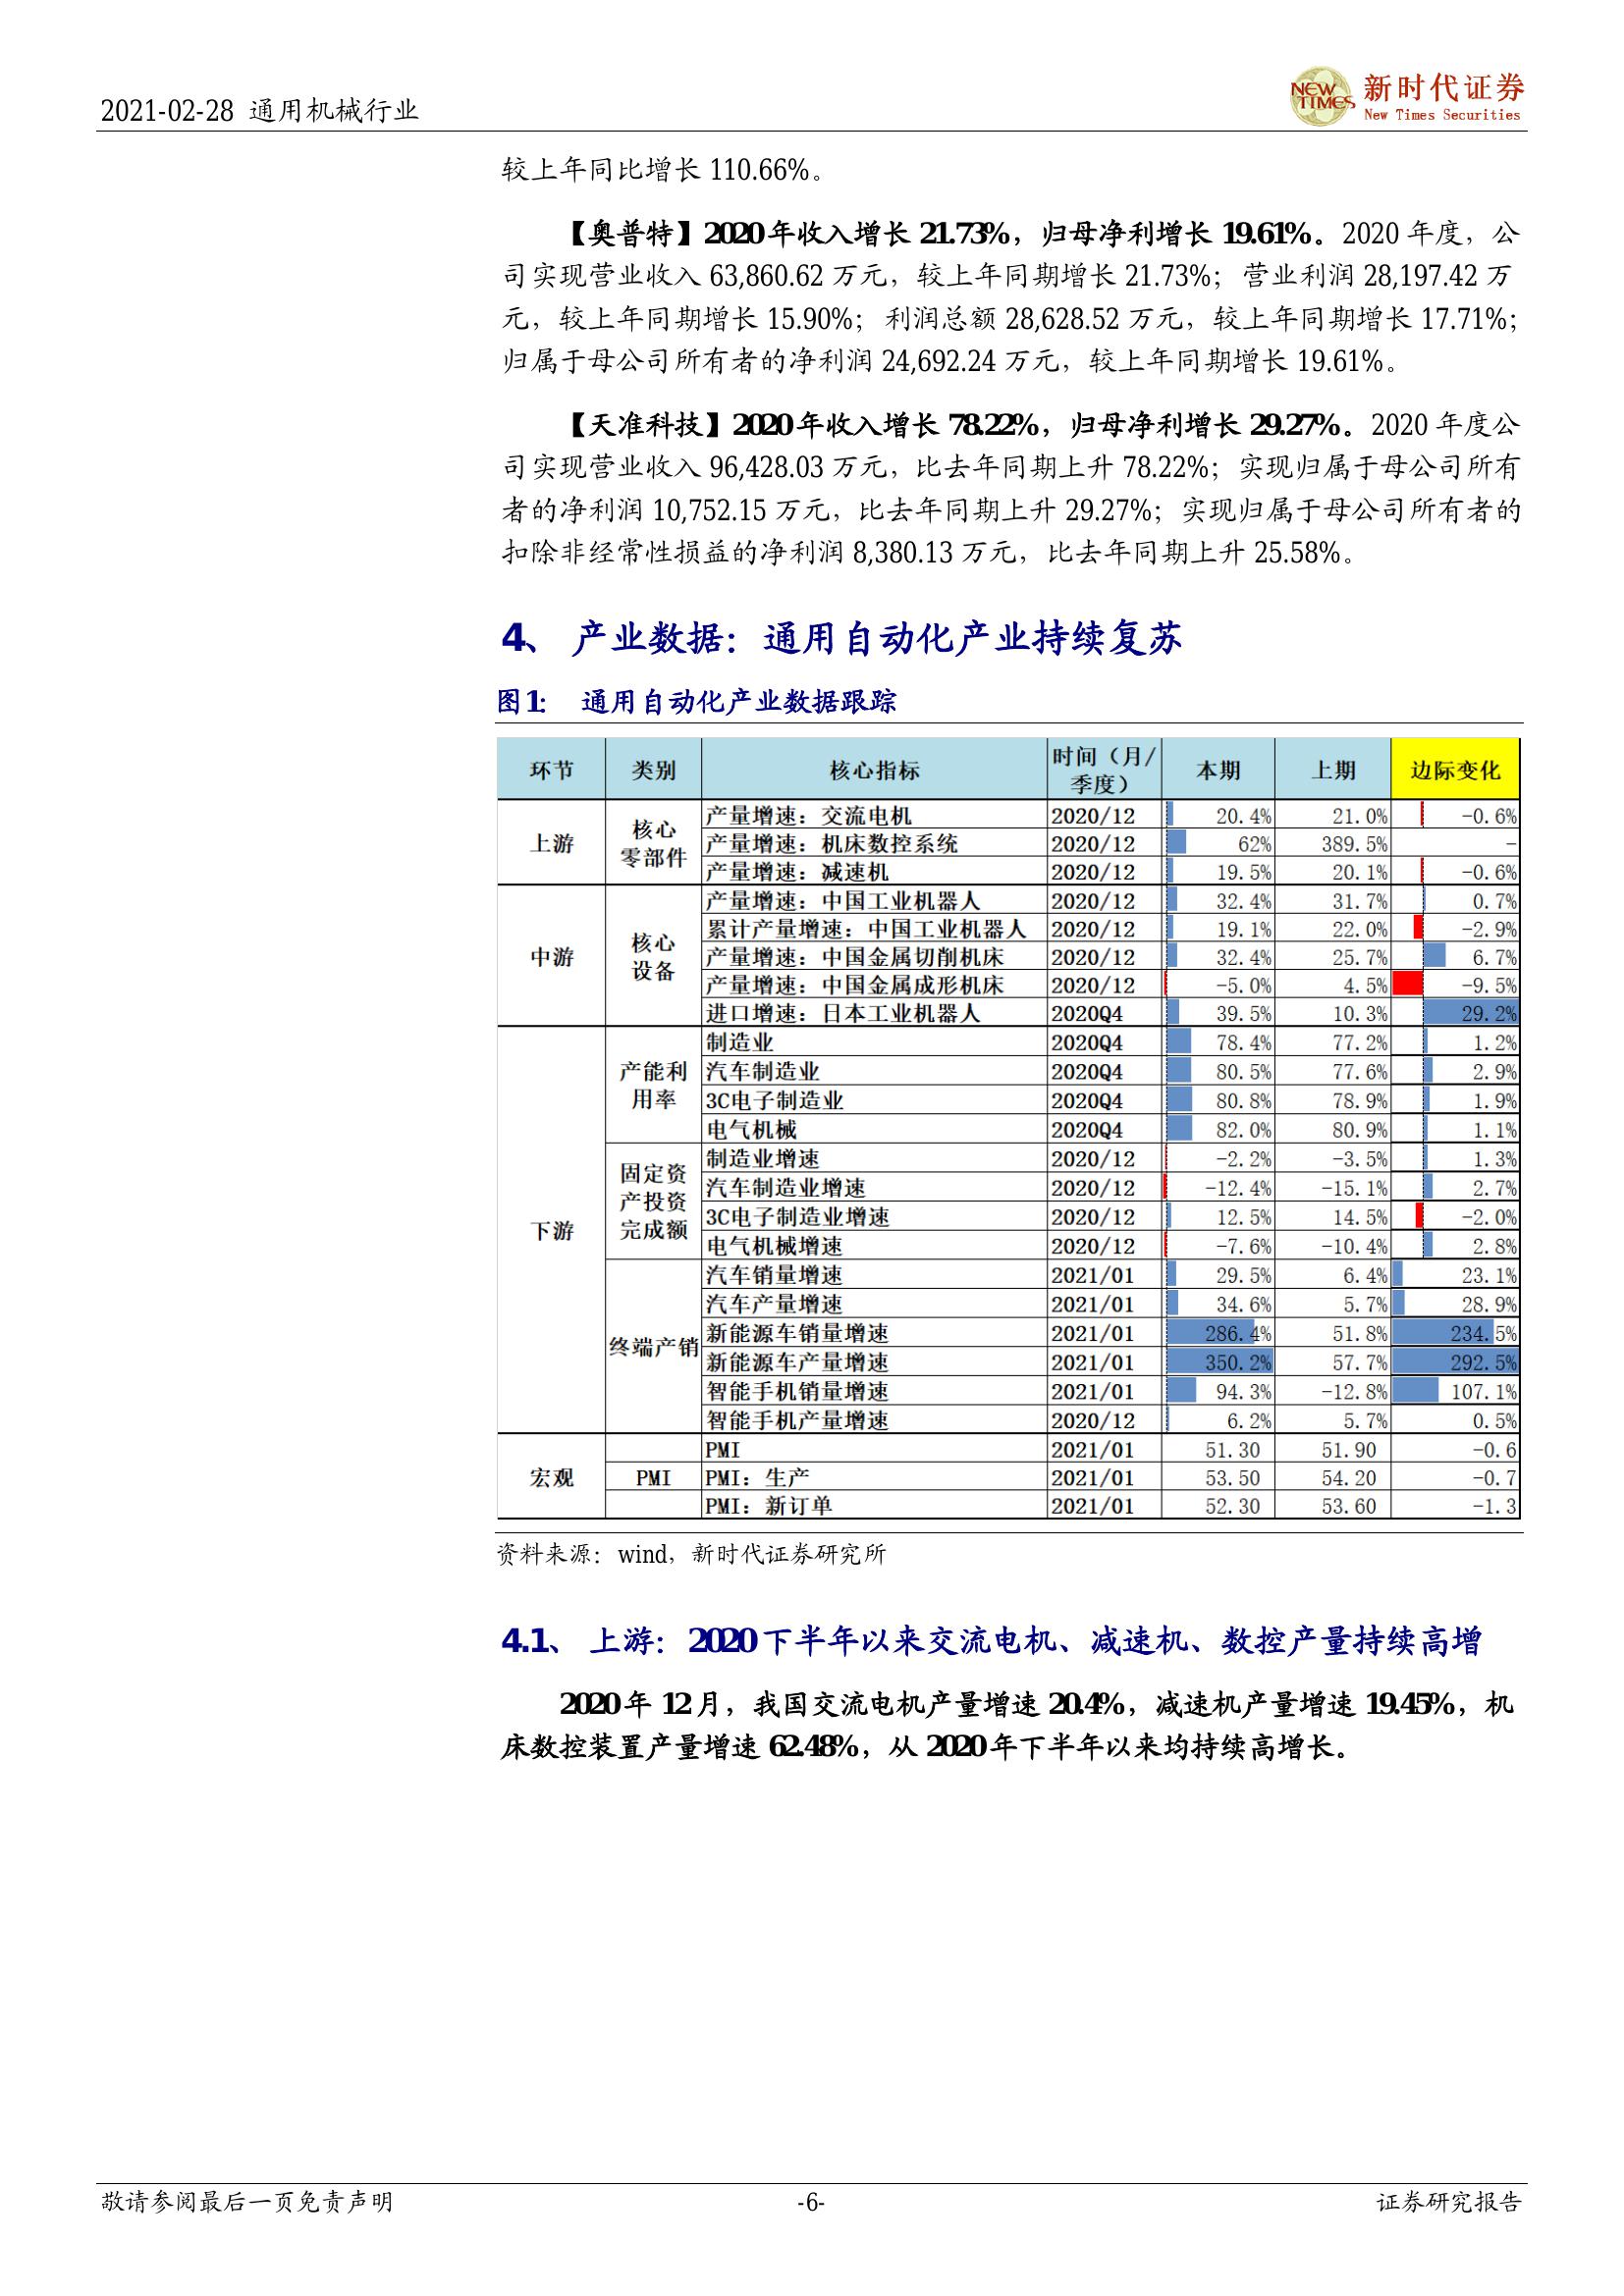 2021-02-28 通用机械行业
NEW TIMES 新时代证券
New Times Securities
较上年同比增长 110.66%。
【奥普特】2020 年收入增长 21.73%，归母净利增长 19.61%。2020 年度，公
司实现营业收入 63,860.62 万元，较上年同期增长 21.73%；营业利润 28,197.42 万
元，较上年同期增长 15.90%；利润总额 28,628.52 万元，较上年同期增长 17.71%；
归属于母公司所有者的净利润 24,692.24 万元，较上年同期增长 19.61%。
【天准科技】2020 年收入增长 78.22%，归母净利增长 29.27%。2020 年度公
司实现营业收入 96,428.03 万元，比去年同期上升 78.22%；实现归属于母公司所有
者的净利润 10,752.15 万元，比去年同期上升 29.27%；实现归属于母公司所有者的
扣除非经常性损益的净利润 8,380.13 万元，比去年同期上升 25.58%。
4、 产业数据：通用自动化产业持续复苏
图1： 通用自动化产业数据跟踪
环节 类别 核心指标 时间（月/季度） 本期 上期 边际变化
上游 核心零部件 产量增速：交流电机 2020/12 20.4% 21.0% -0.6%
产量增速：机床数控系统 2020/12 62% 389.5% -
产量增速：减速机 2020/12 19.5% 20.1% -0.6%
中游 核心设备 产量增速：中国工业机器人 2020/12 32.4% 31.7% 0.7%
累计产量增速：中国工业机器人 2020/12 19.1% 22.0% -2.9%
产量增速：中国金属切削机床 2020/12 32.4% 25.7% 6.7%
产量增速：中国金属成形机床 2020/12 -5.0% 4.5% -9.5%
进口增速：日本工业机器人 2020Q4 39.5% 10.3% 29.2%
下游 产能利用率 制造业 2020Q4 78.4% 77.2% 1.2%
汽车制造业 2020Q4 80.5% 77.6% 2.9%
3C电子制造业 2020Q4 80.8% 78.9% 1.9%
电气机械 2020Q4 82.0% 80.9% 1.1%
固定资产投资完成额 制造业增速 2020/12 -2.2% -3.5% 1.3%
汽车制造业增速 2020/12 -12.4% -15.1% 2.7%
3C电子制造业增速 2020/12 12.5% 14.5% -2.0%
电气机械增速 2020/12 -7.6% -10.4% 2.8%
终端产销 汽车销量增速 2021/01 29.5% 6.4% 23.1%
汽车产量增速 2021/01 34.6% 5.7% 28.9%
新能源车销量增速 2021/01 286.4% 51.8% 234.5%
新能源车产量增速 2021/01 350.2% 57.7% 292.5%
智能手机销量增速 2021/01 94.3% -12.8% 107.1%
智能手机产量增速 2020/12 6.2% 5.7% 0.5%
宏观 PMI PMI 2021/01 51.30 51.90 -0.6
PMI：生产 2021/01 53.50 54.20 -0.7
PMI：新订单 2021/01 52.30 53.60 -1.3
资料来源：wind，新时代证券研究所
4.1、 上游：2020 下半年以来交流电机、减速机、数控产量持续高增
2020 年 12 月，我国交流电机产量增速 20.4%，减速机产量增速 19.45%，机
床数控装置产量增速 62.48%，从 2020 年下半年以来均持续高增长。
敬请参阅最后一页免责声明 -6- 证券研究报告